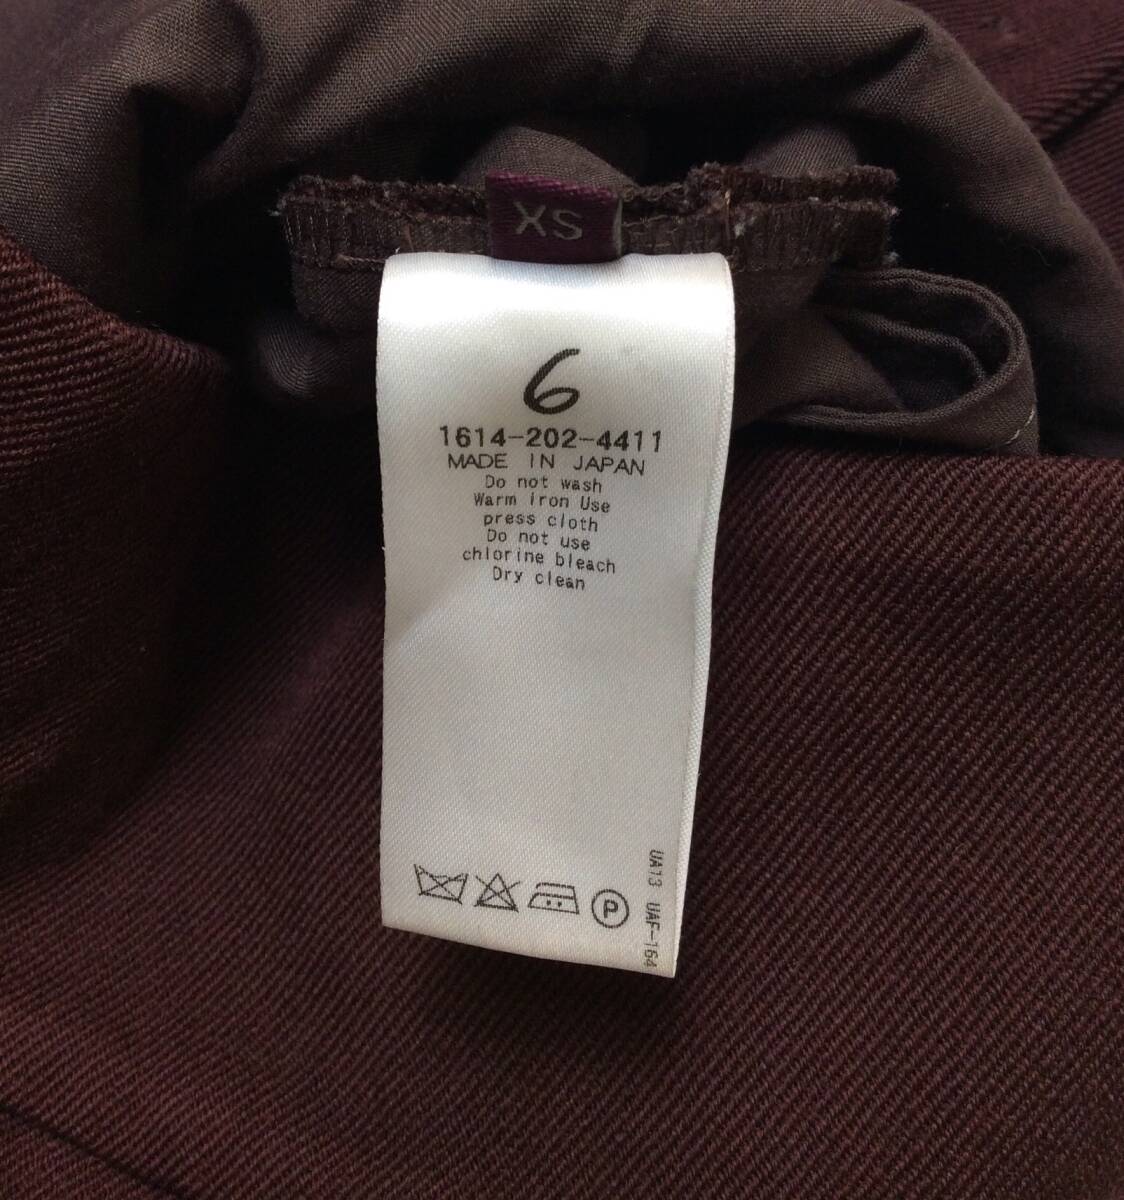 XS
6
1614-202-4411
MADE IN JAPAN
Do not wash
Warm iron Use
press cloth
Do not use
chlorine bleach
Dry clean
P
UA13 UAF-164